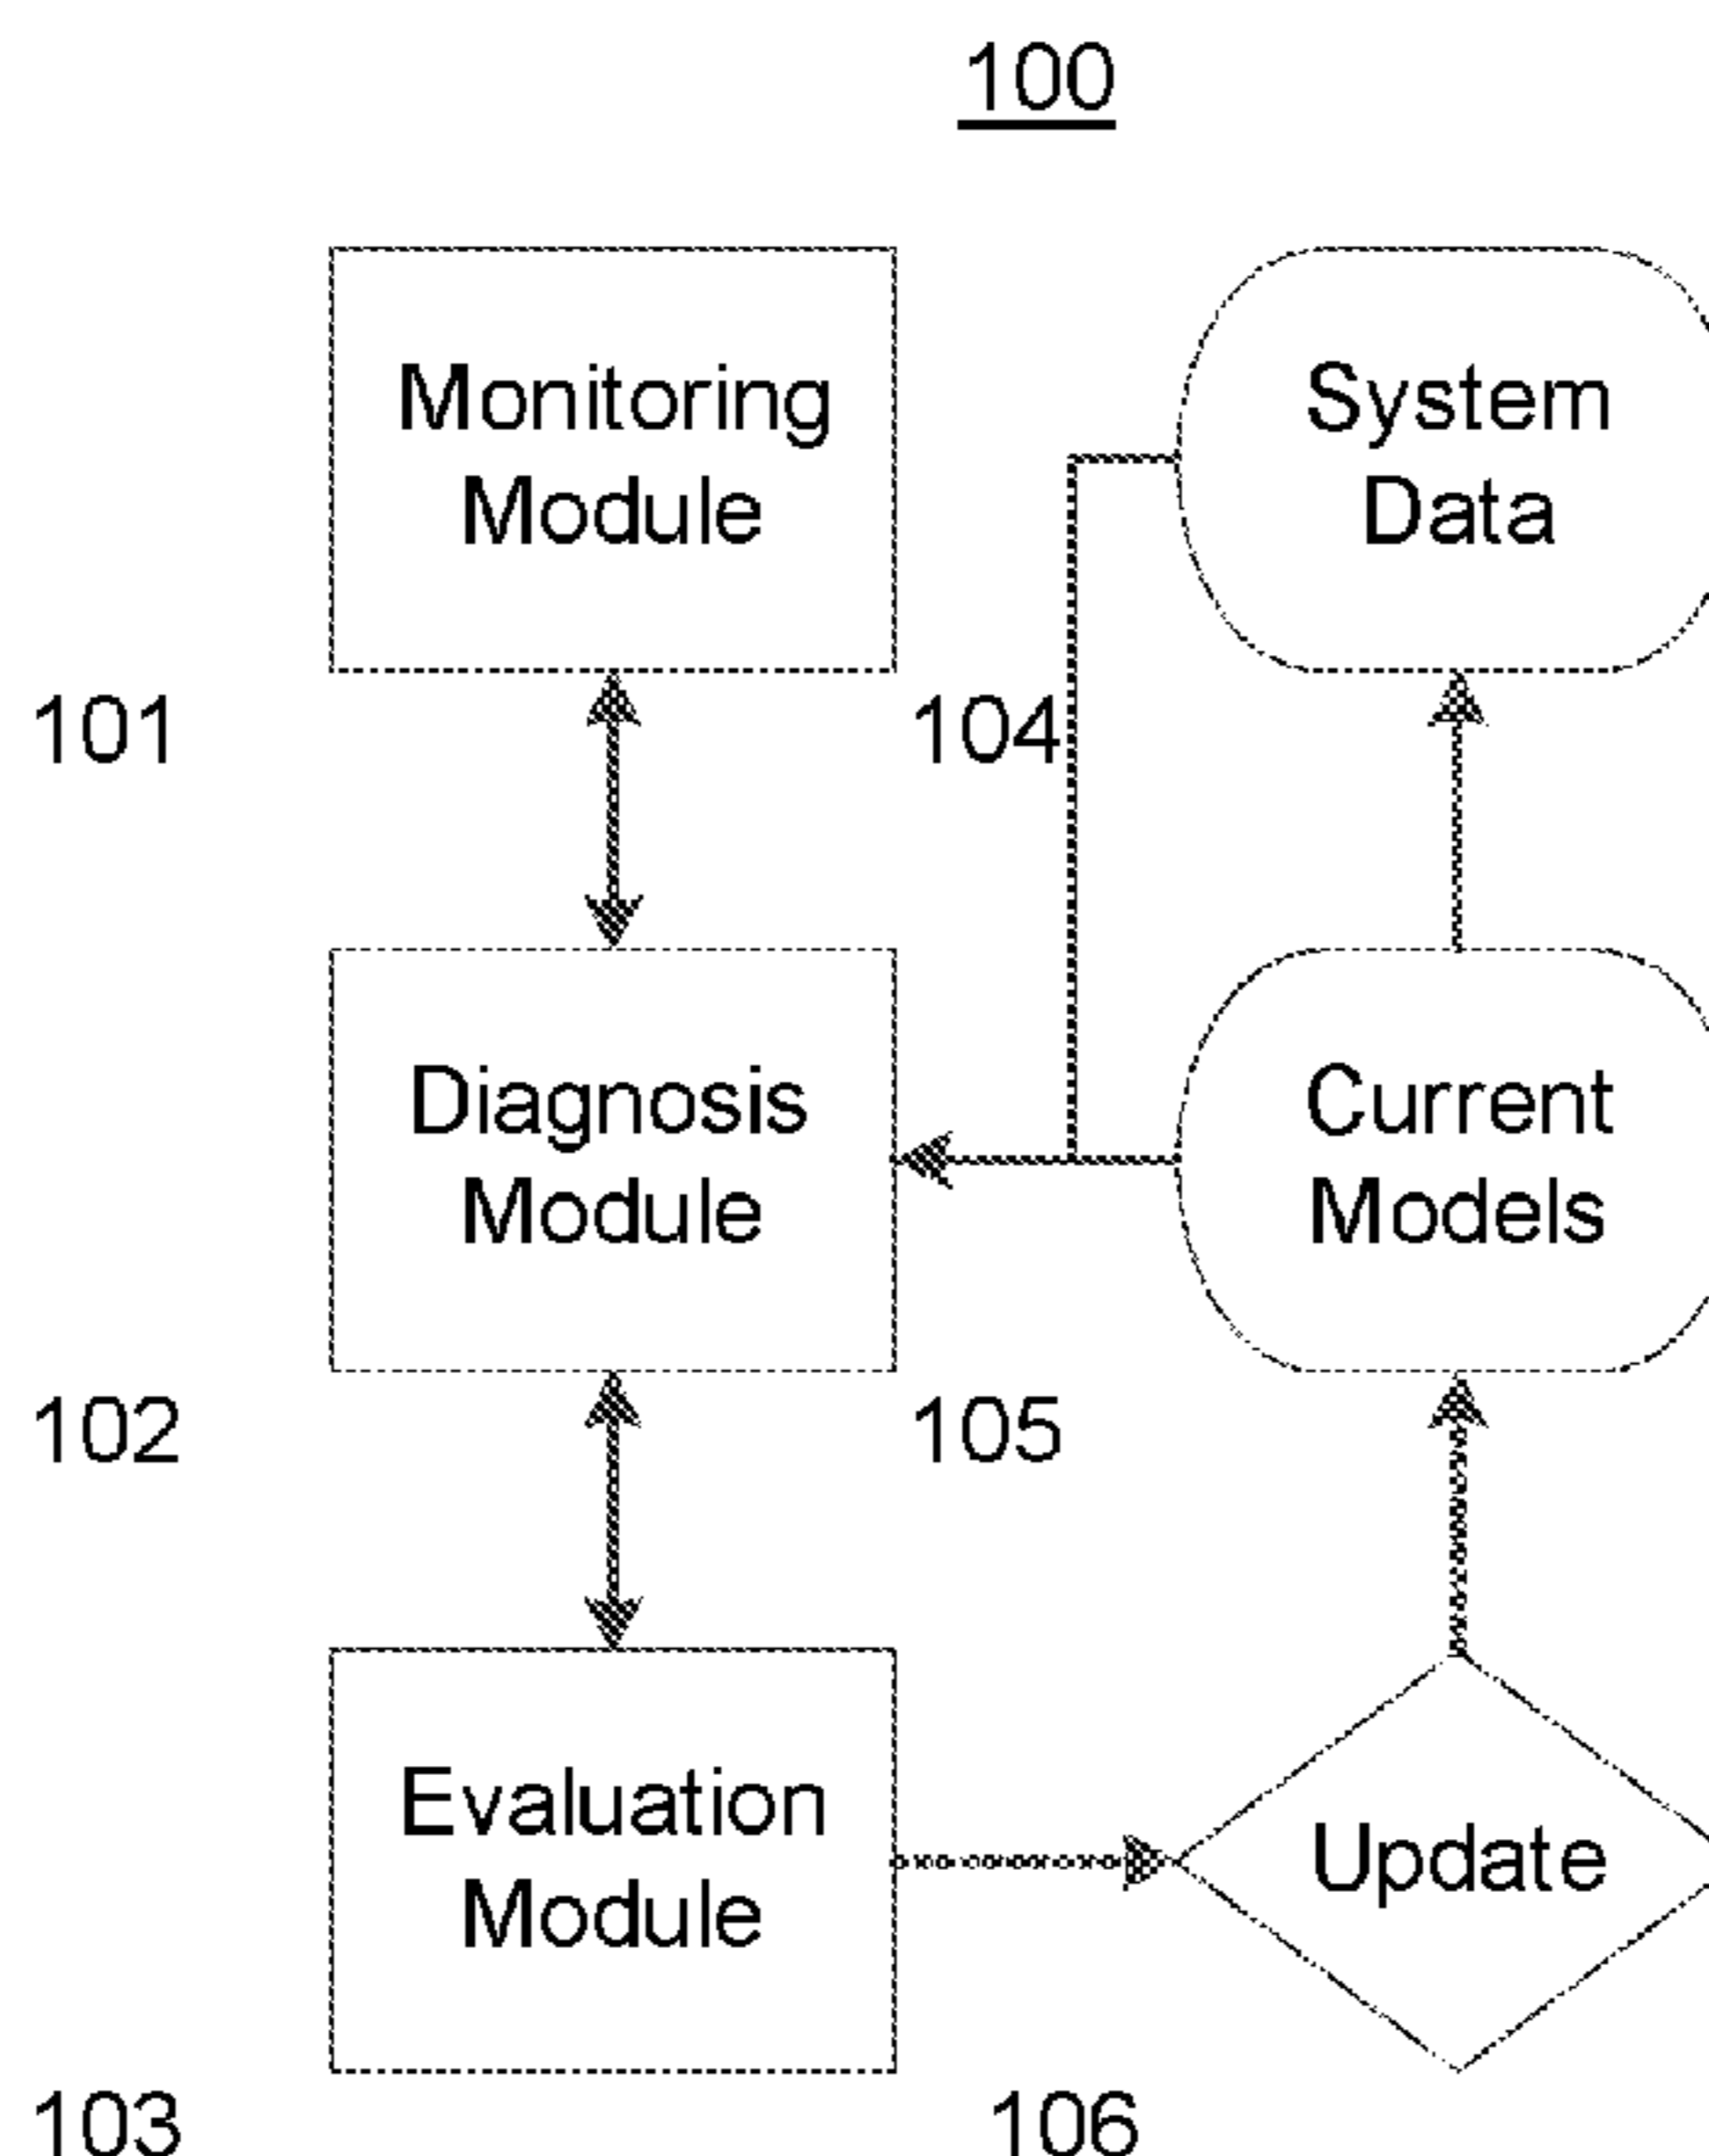 100
Monitoring
Module
System
Data
101
104
Diagnosis
Module
Current
Models
102
105
Evaluation
Module
Update
103
106